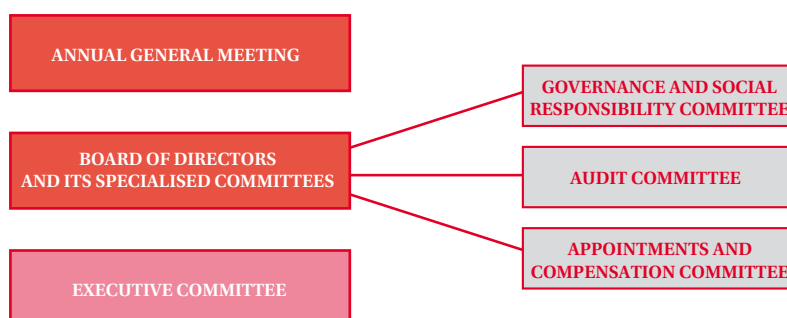 ANNUAL GENERAL MEETING
BOARD OF DIRECTORS
AND ITS SPECIALISED COMMITTEES
EXECUTIVE COMMITTEE
GOVERNANCE AND SOCIAL
RESPONSIBILITY COMMITTEE
AUDIT COMMITTEE
APPOINTMENTS AND
COMPENSATION COMMITTEE